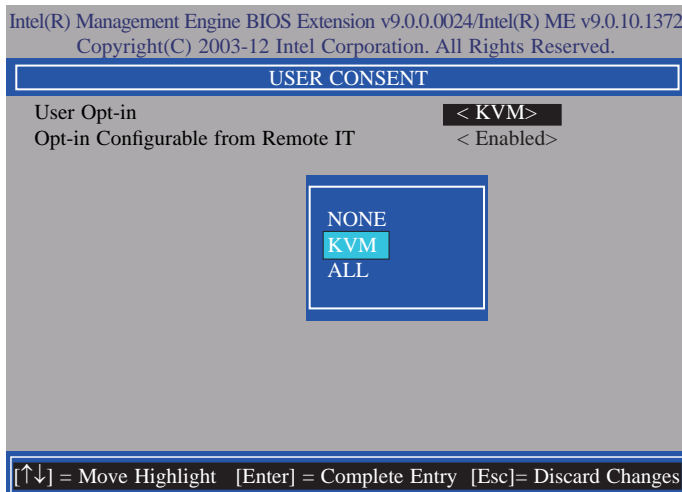 Intel(R) Management Engine BIOS Extension v9.0.0.0024/Intel(R) ME v9.0.10.1372
Copyright(C) 2003-12 Intel Corporation. All Rights Reserved.
USER CONSENT
User Opt-in < KVM>
Opt-in Configurable from Remote IT < Enabled>
NONE
KVM
ALL
[↑↓] = Move Highlight [Enter] = Complete Entry [Esc]= Discard Changes